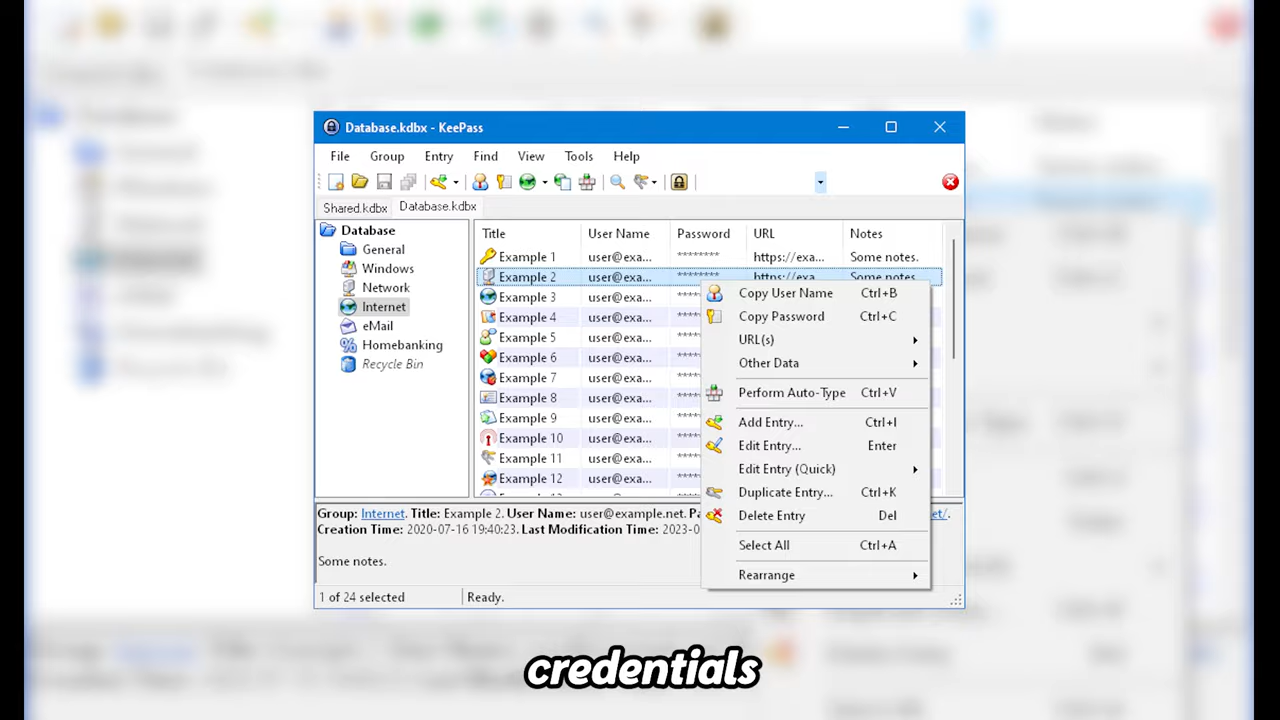 Database.kdbx - KeePass
File Group Entry Find View Tools Help
Shared.kdbx Database.kdbx
Database
General
Windows
Network
Internet
eMail
Homebanking
Recycle Bin
Title User Name Password URL Notes
Example 1 user@exa... ******** https://exa... Some notes.
Example 2 user@exa... ******** https://exa... Some notes.
Example 3 user@exa...
Example 4 user@exa...
Example 5 user@exa...
Example 6 user@exa...
Example 7 user@exa...
Example 8 user@exa...
Example 9 user@exa...
Example 10 user@exa...
Example 11 user@exa...
Example 12 user@exa...
Copy User Name Ctrl+B
Copy Password Ctrl+C
URL(s)
Other Data
Perform Auto-Type Ctrl+V
Add Entry... Ctrl+I
Edit Entry... Enter
Edit Entry (Quick)
Duplicate Entry... Ctrl+K
Delete Entry Del
Select All Ctrl+A
Rearrange
Group: Internet. Title: Example 2. User Name: user@example.net. Pa et/.
Creation Time: 2020-07-16 19:40:23. Last Modification Time: 2023-0
Some notes.
1 of 24 selected Ready.
credentials